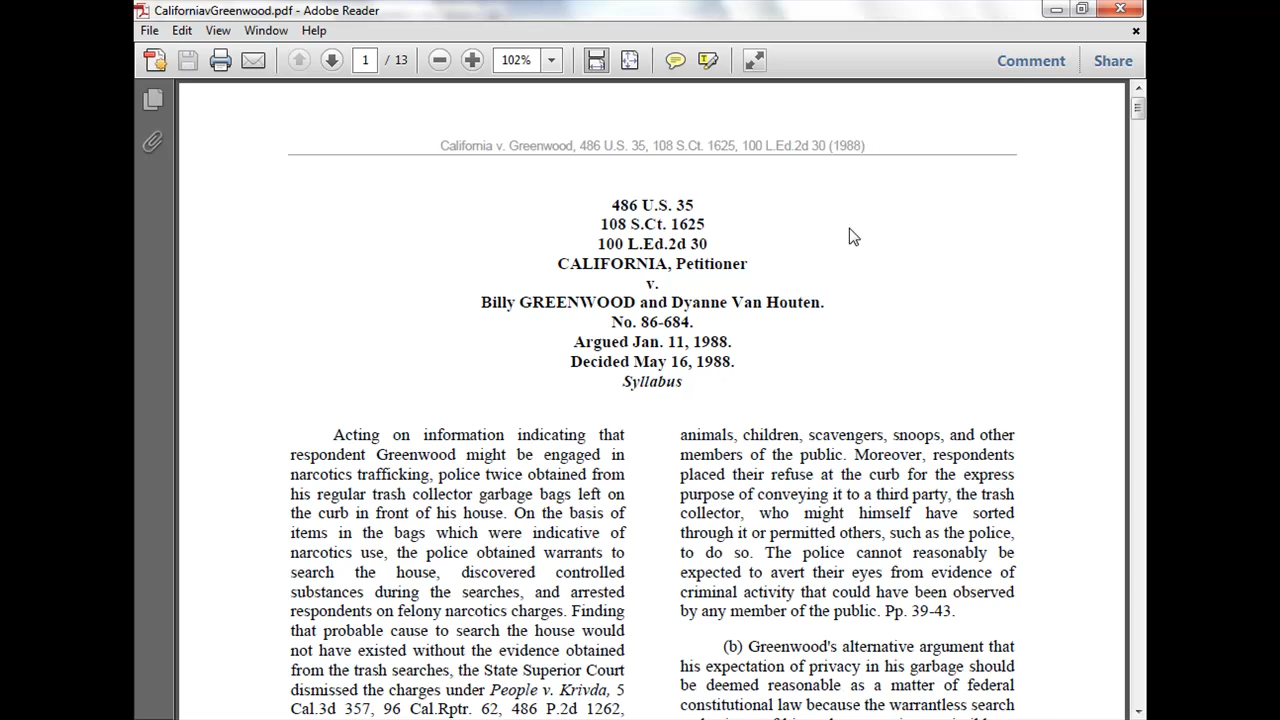 CaliforniavGreenwood.pdf - Adobe Reader
File Edit View Window Help
1 / 13 102% Comment Share
California v. Greenwood, 486 U.S. 35, 108 S.Ct. 1625, 100 L.Ed.2d 30 (1988)
486 U.S. 35
108 S.Ct. 1625
100 L.Ed.2d 30
CALIFORNIA, Petitioner
v.
Billy GREENWOOD and Dyanne Van Houten.
No. 86-684.
Argued Jan. 11, 1988.
Decided May 16, 1988.
Syllabus
Acting on information indicating that
respondent Greenwood might be engaged in
narcotics trafficking, police twice obtained from
his regular trash collector garbage bags left on
the curb in front of his house. On the basis of
items in the bags which were indicative of
narcotics use, the police obtained warrants to
search the house, discovered controlled
substances during the searches, and arrested
respondents on felony narcotics charges. Finding
that probable cause to search the house would
not have existed without the evidence obtained
from the trash searches, the State Superior Court
dismissed the charges under People v. Krivda, 5
Cal.3d 357, 96 Cal.Rptr. 62, 486 P.2d 1262,
animals, children, scavengers, snoops, and other
members of the public. Moreover, respondents
placed their refuse at the curb for the express
purpose of conveying it to a third party, the trash
collector, who might himself have sorted
through it or permitted others, such as the police,
to do so. The police cannot reasonably be
expected to avert their eyes from evidence of
criminal activity that could have been observed
by any member of the public. Pp. 39-43.
(b) Greenwood's alternative argument that
his expectation of privacy in his garbage should
be deemed reasonable as a matter of federal
constitutional law because the warrantless search